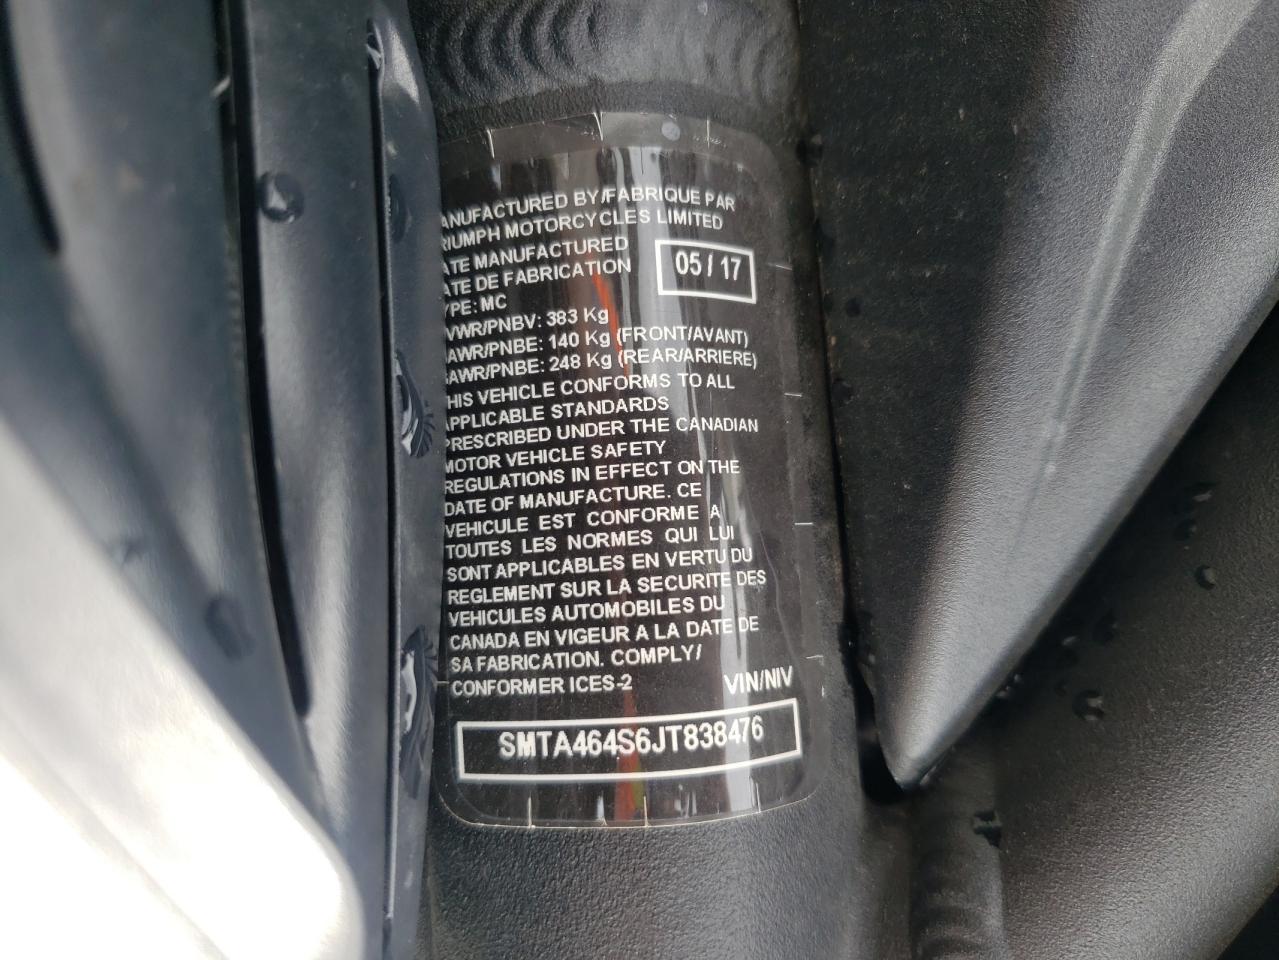 ANUFACTURED BY/FABRIQUE PAR
RIUMPH MOTORCYCLES LIMITED
ATE MANUFACTURED
ATE DE FABRICATION
05 / 17
YPE: MC
VWR/PNBV: 383 Kg
AWR/PNBE: 140 Kg (FRONT/AVANT)
AWR/PNBE: 248 Kg (REAR/ARRIERE)
HIS VEHICLE CONFORMS TO ALL
APPLICABLE STANDARDS
PRESCRIBED UNDER THE CANADIAN
MOTOR VEHICLE SAFETY
REGULATIONS IN EFFECT ON THE
DATE OF MANUFACTURE. CE
VEHICULE EST CONFORME A
TOUTES LES NORMES QUI LUI
SONT APPLICABLES EN VERTU DU
REGLEMENT SUR LA SECURITE DES
VEHICULES AUTOMOBILES DU
CANADA EN VIGEUR A LA DATE DE
SA FABRICATION. COMPLY/
CONFORMER ICES-2 VIN/NIV
SMTA464S6JT838476